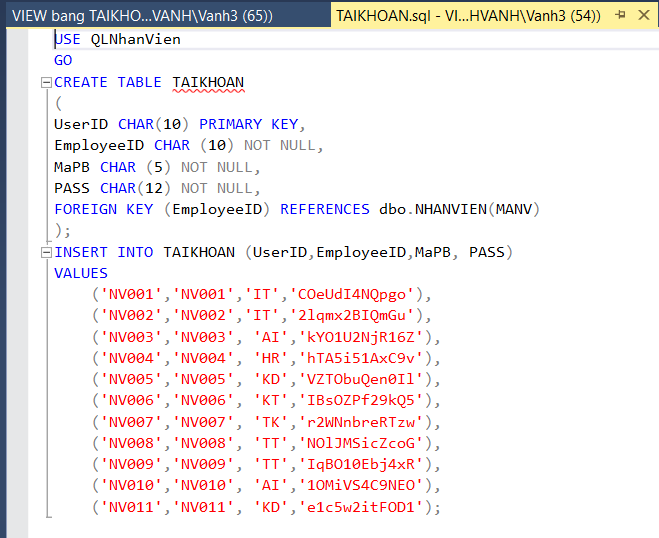 VIEW bang TAIKHO...VANH\Vanh3 (65))
TAIKHOAN.sql - VI...HVANH\Vanh3 (54))
USE QLNhanVien
GO
CREATE TABLE TAIKHOAN
(
UserID CHAR(10) PRIMARY KEY,
EmployeeID CHAR (10) NOT NULL,
MaPB CHAR (5) NOT NULL,
PASS CHAR(12) NOT NULL,
FOREIGN KEY (EmployeeID) REFERENCES dbo.NHANVIEN(MANV)
);
INSERT INTO TAIKHOAN (UserID,EmployeeID,MaPB, PASS)
VALUES
('NV001','NV001','IT','COeUdI4NQpgo'),
('NV002','NV002','IT','2lqmx2BIQmGu'),
('NV003','NV003', 'AI','kYO1U2NjR16Z'),
('NV004','NV004', 'HR','hTA5i51AxC9v'),
('NV005','NV005', 'KD','VZTObuQen0Il'),
('NV006','NV006', 'KT','IBsOZPf29kQ5'),
('NV007','NV007', 'TK','r2WNnbreRTzw'),
('NV008','NV008', 'TT','NOlJMSicZcoG'),
('NV009','NV009', 'TT','IqBO10Ebj4xR'),
('NV010','NV010', 'AI','1OMiVS4C9NEO'),
('NV011','NV011', 'KD','e1c5w2itFOD1');